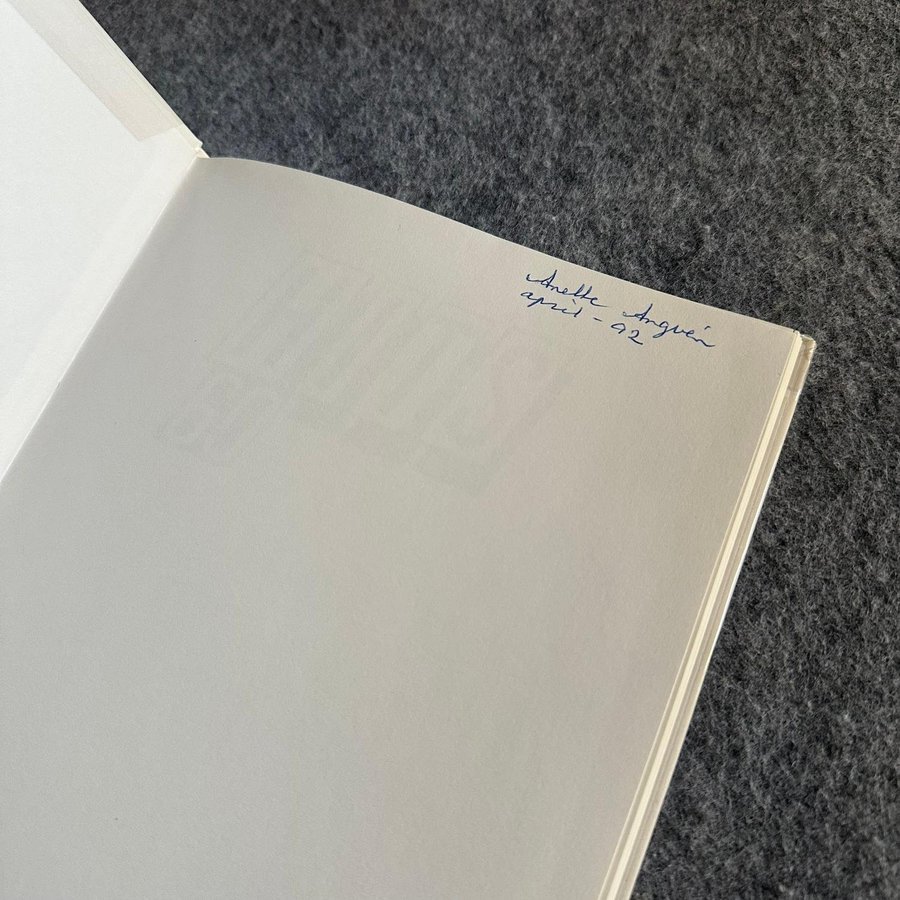 Anette Angvén
april - 92